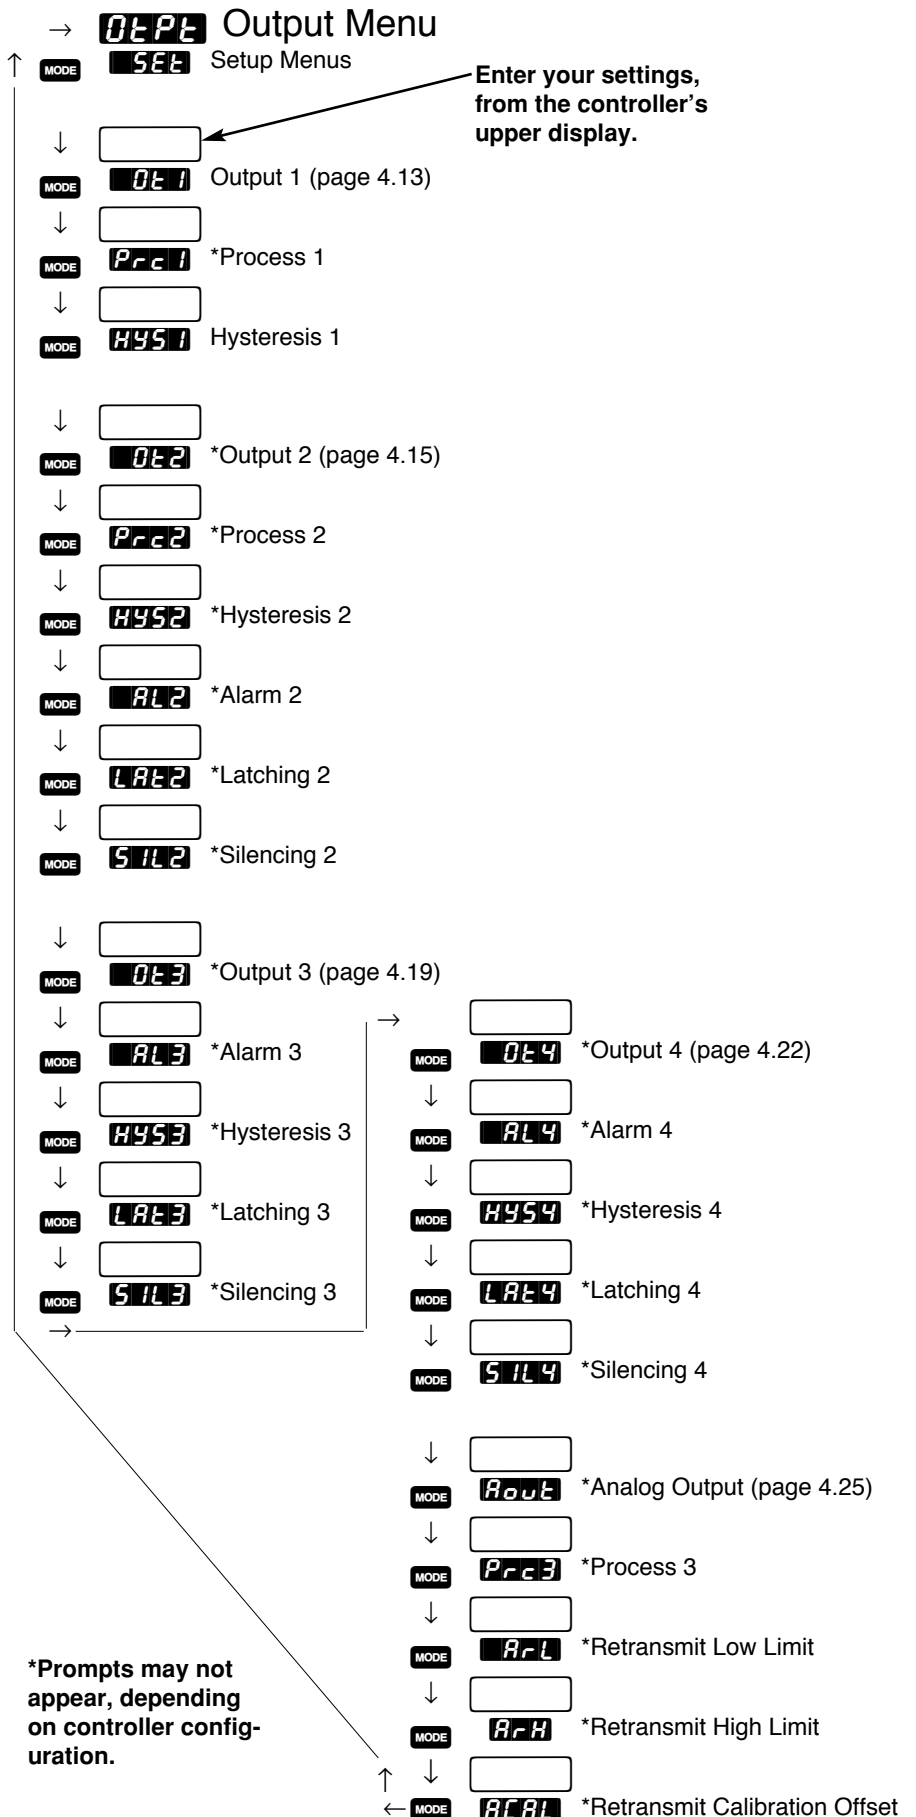 → OtPt Output Menu
↑ MODE SEt Setup Menus
Enter your settings,
from the controller's
upper display.
↓
MODE Ot1 Output 1 (page 4.13)
↓
MODE Prc1 *Process 1
↓
MODE HYS1 Hysteresis 1
↓
MODE Ot2 *Output 2 (page 4.15)
↓
MODE Prc2 *Process 2
↓
MODE HYS2 *Hysteresis 2
↓
MODE AL2 *Alarm 2
↓
MODE LAt2 *Latching 2
↓
MODE SIL2 *Silencing 2
↓
MODE Ot3 *Output 3 (page 4.19)
↓
MODE AL3 *Alarm 3
↓
MODE HYS3 *Hysteresis 3
↓
MODE LAt3 *Latching 3
↓
MODE SIL3 *Silencing 3
→
→
MODE Ot4 *Output 4 (page 4.22)
↓
MODE AL4 *Alarm 4
↓
MODE HYS4 *Hysteresis 4
↓
MODE LAt4 *Latching 4
↓
MODE SIL4 *Silencing 4
↓
MODE Aout *Analog Output (page 4.25)
↓
MODE Prc3 *Process 3
↓
MODE ArL *Retransmit Low Limit
↓
MODE ArH *Retransmit High Limit
↑ ↓
← MODE ACAL *Retransmit Calibration Offset
*Prompts may not
appear, depending
on controller config-
uration.